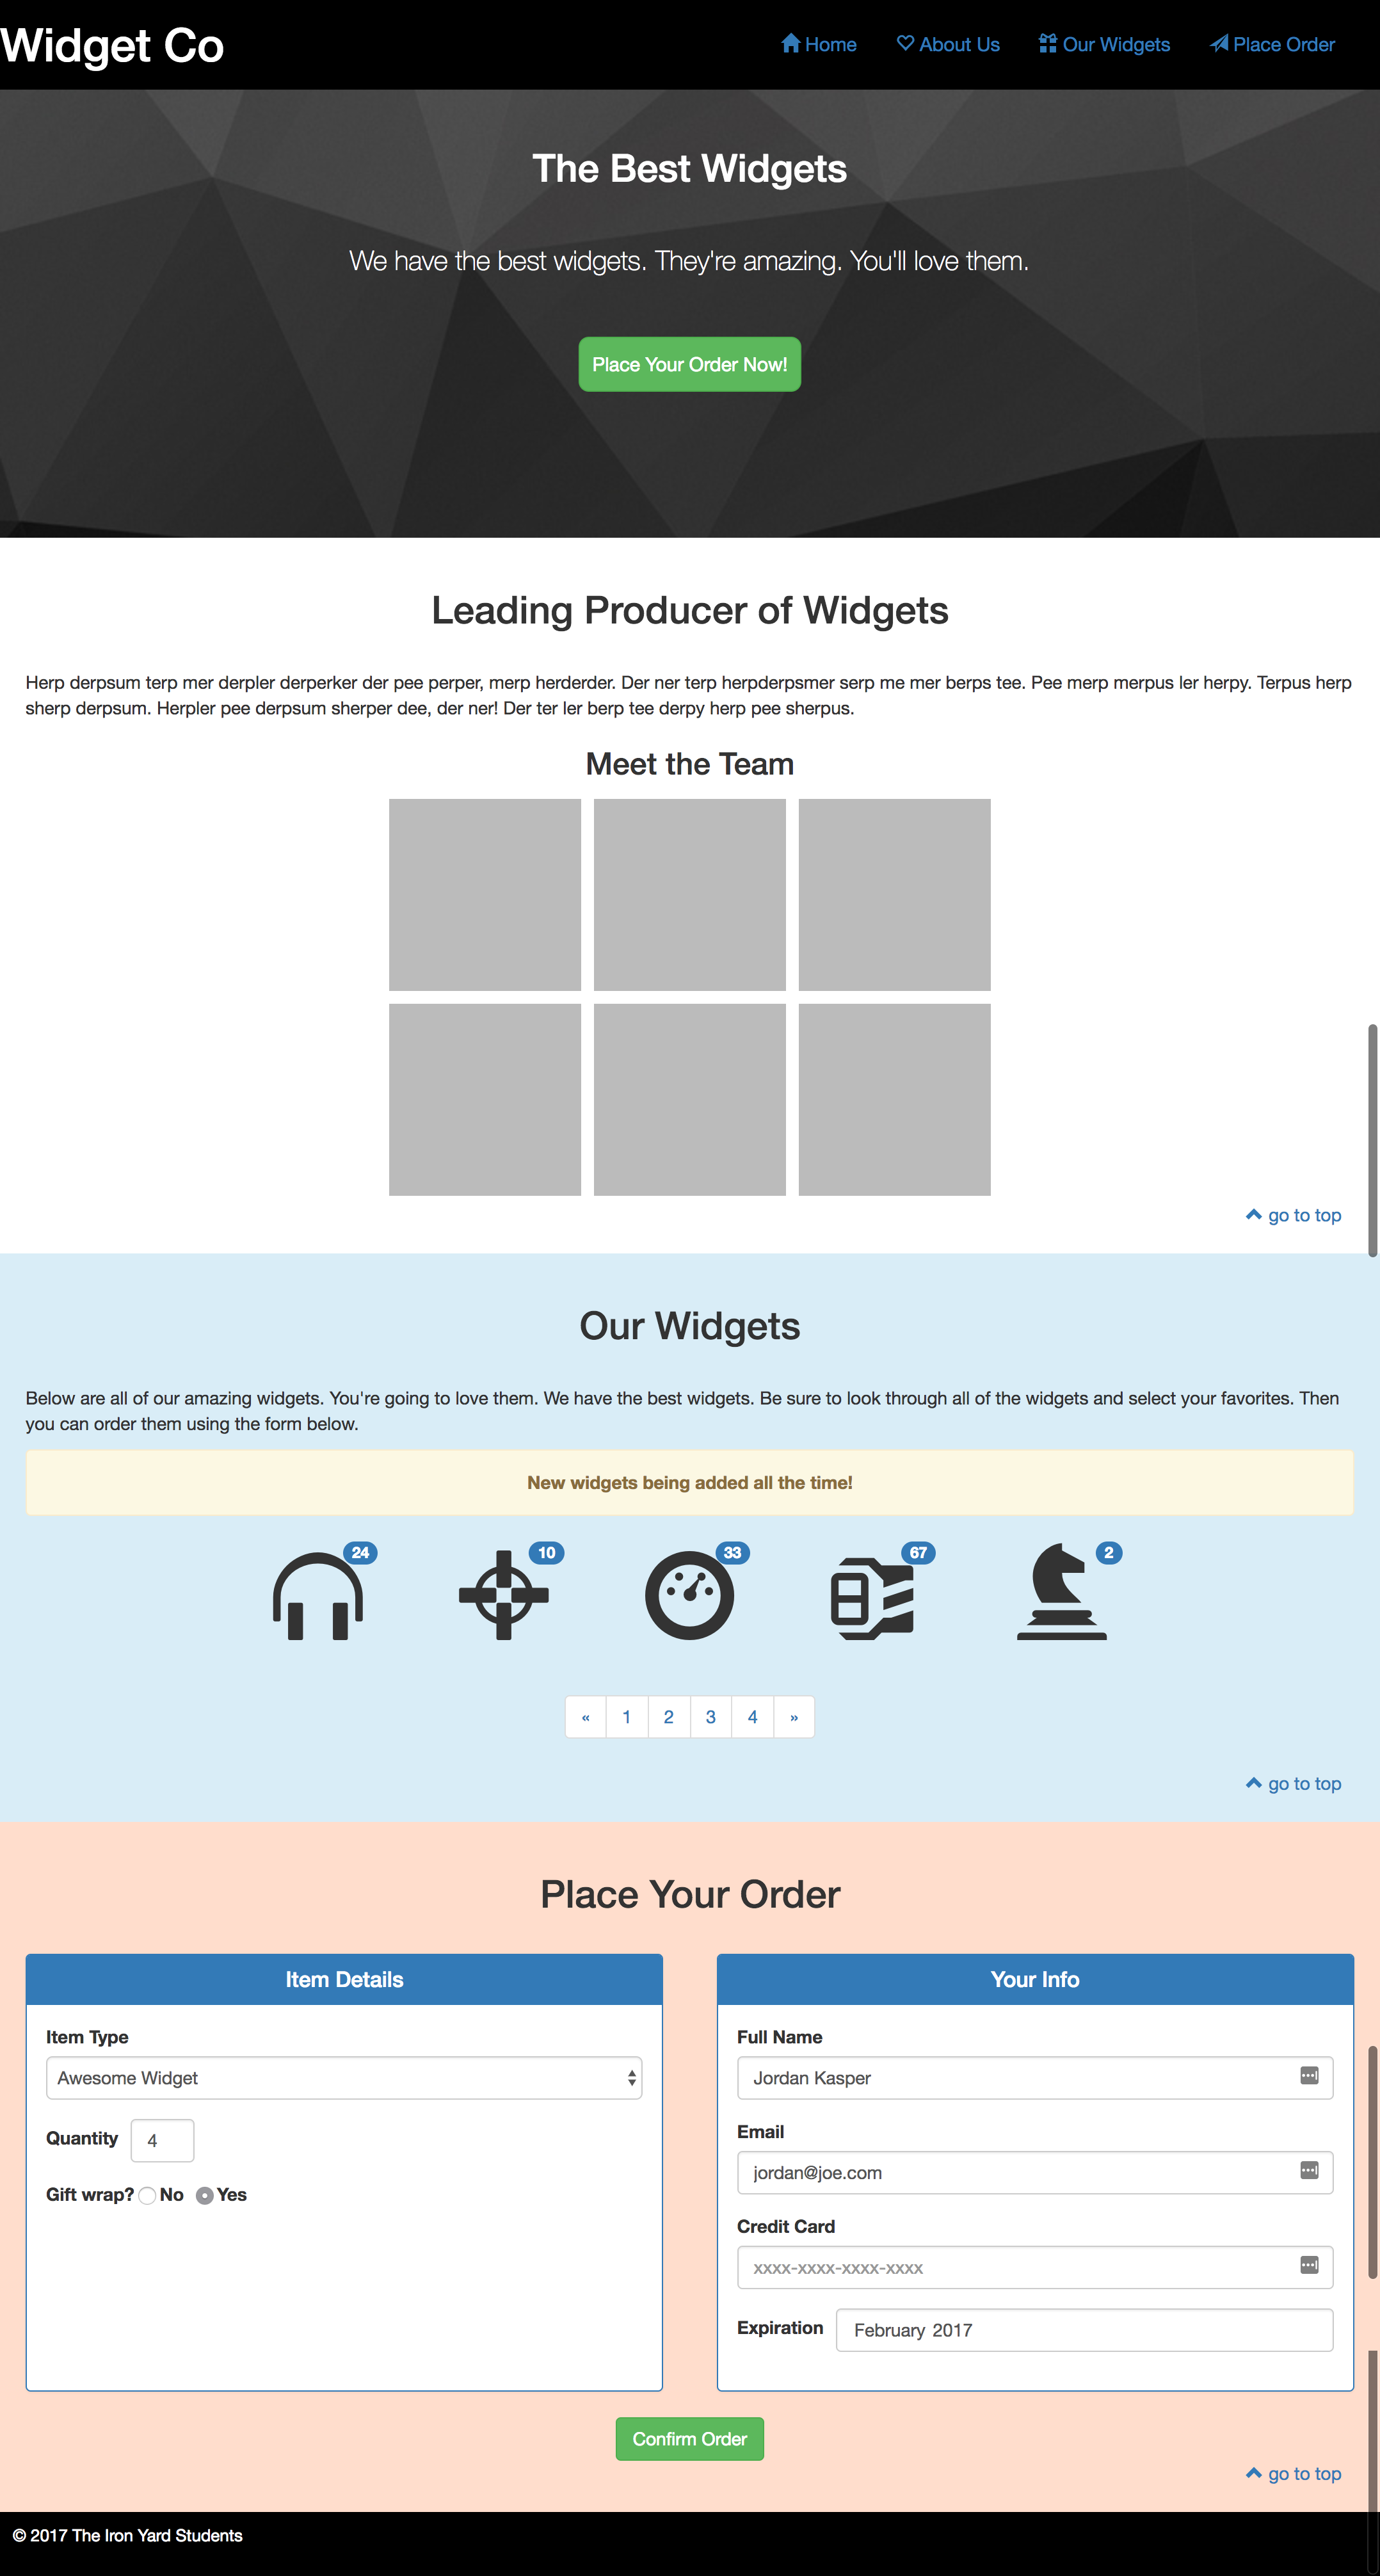 Widget Co
Home
About Us
Our Widgets
Place Order
The Best Widgets
We have the best widgets. They're amazing. You'll love them.
Place Your Order Now!
Leading Producer of Widgets
Herp derpsum terp mer derpler derperker der pee perper, merp herderder. Der ner terp herpderpsmer serp me mer berps tee. Pee merp merpus ler herpy. Terpus herp
sherp derpsum. Herpler pee derpsum sherper dee, der ner! Der ter ler berp tee derpy herp pee sherpus.
Meet the Team
go to top
Our Widgets
Below are all of our amazing widgets. You're going to love them. We have the best widgets. Be sure to look through all of the widgets and select your favorites. Then
you can order them using the form below.
New widgets being added all the time!
24
10
33
67
2
« 1 2 3 4 »
go to top
Place Your Order
Item Details
Item Type
Awesome Widget
Quantity 4
Gift wrap? No Yes
Your Info
Full Name
Jordan Kasper
Email
jordan@joe.com
Credit Card
xxxx-xxxx-xxxx-xxxx
Expiration February 2017
Confirm Order
go to top
© 2017 The Iron Yard Students